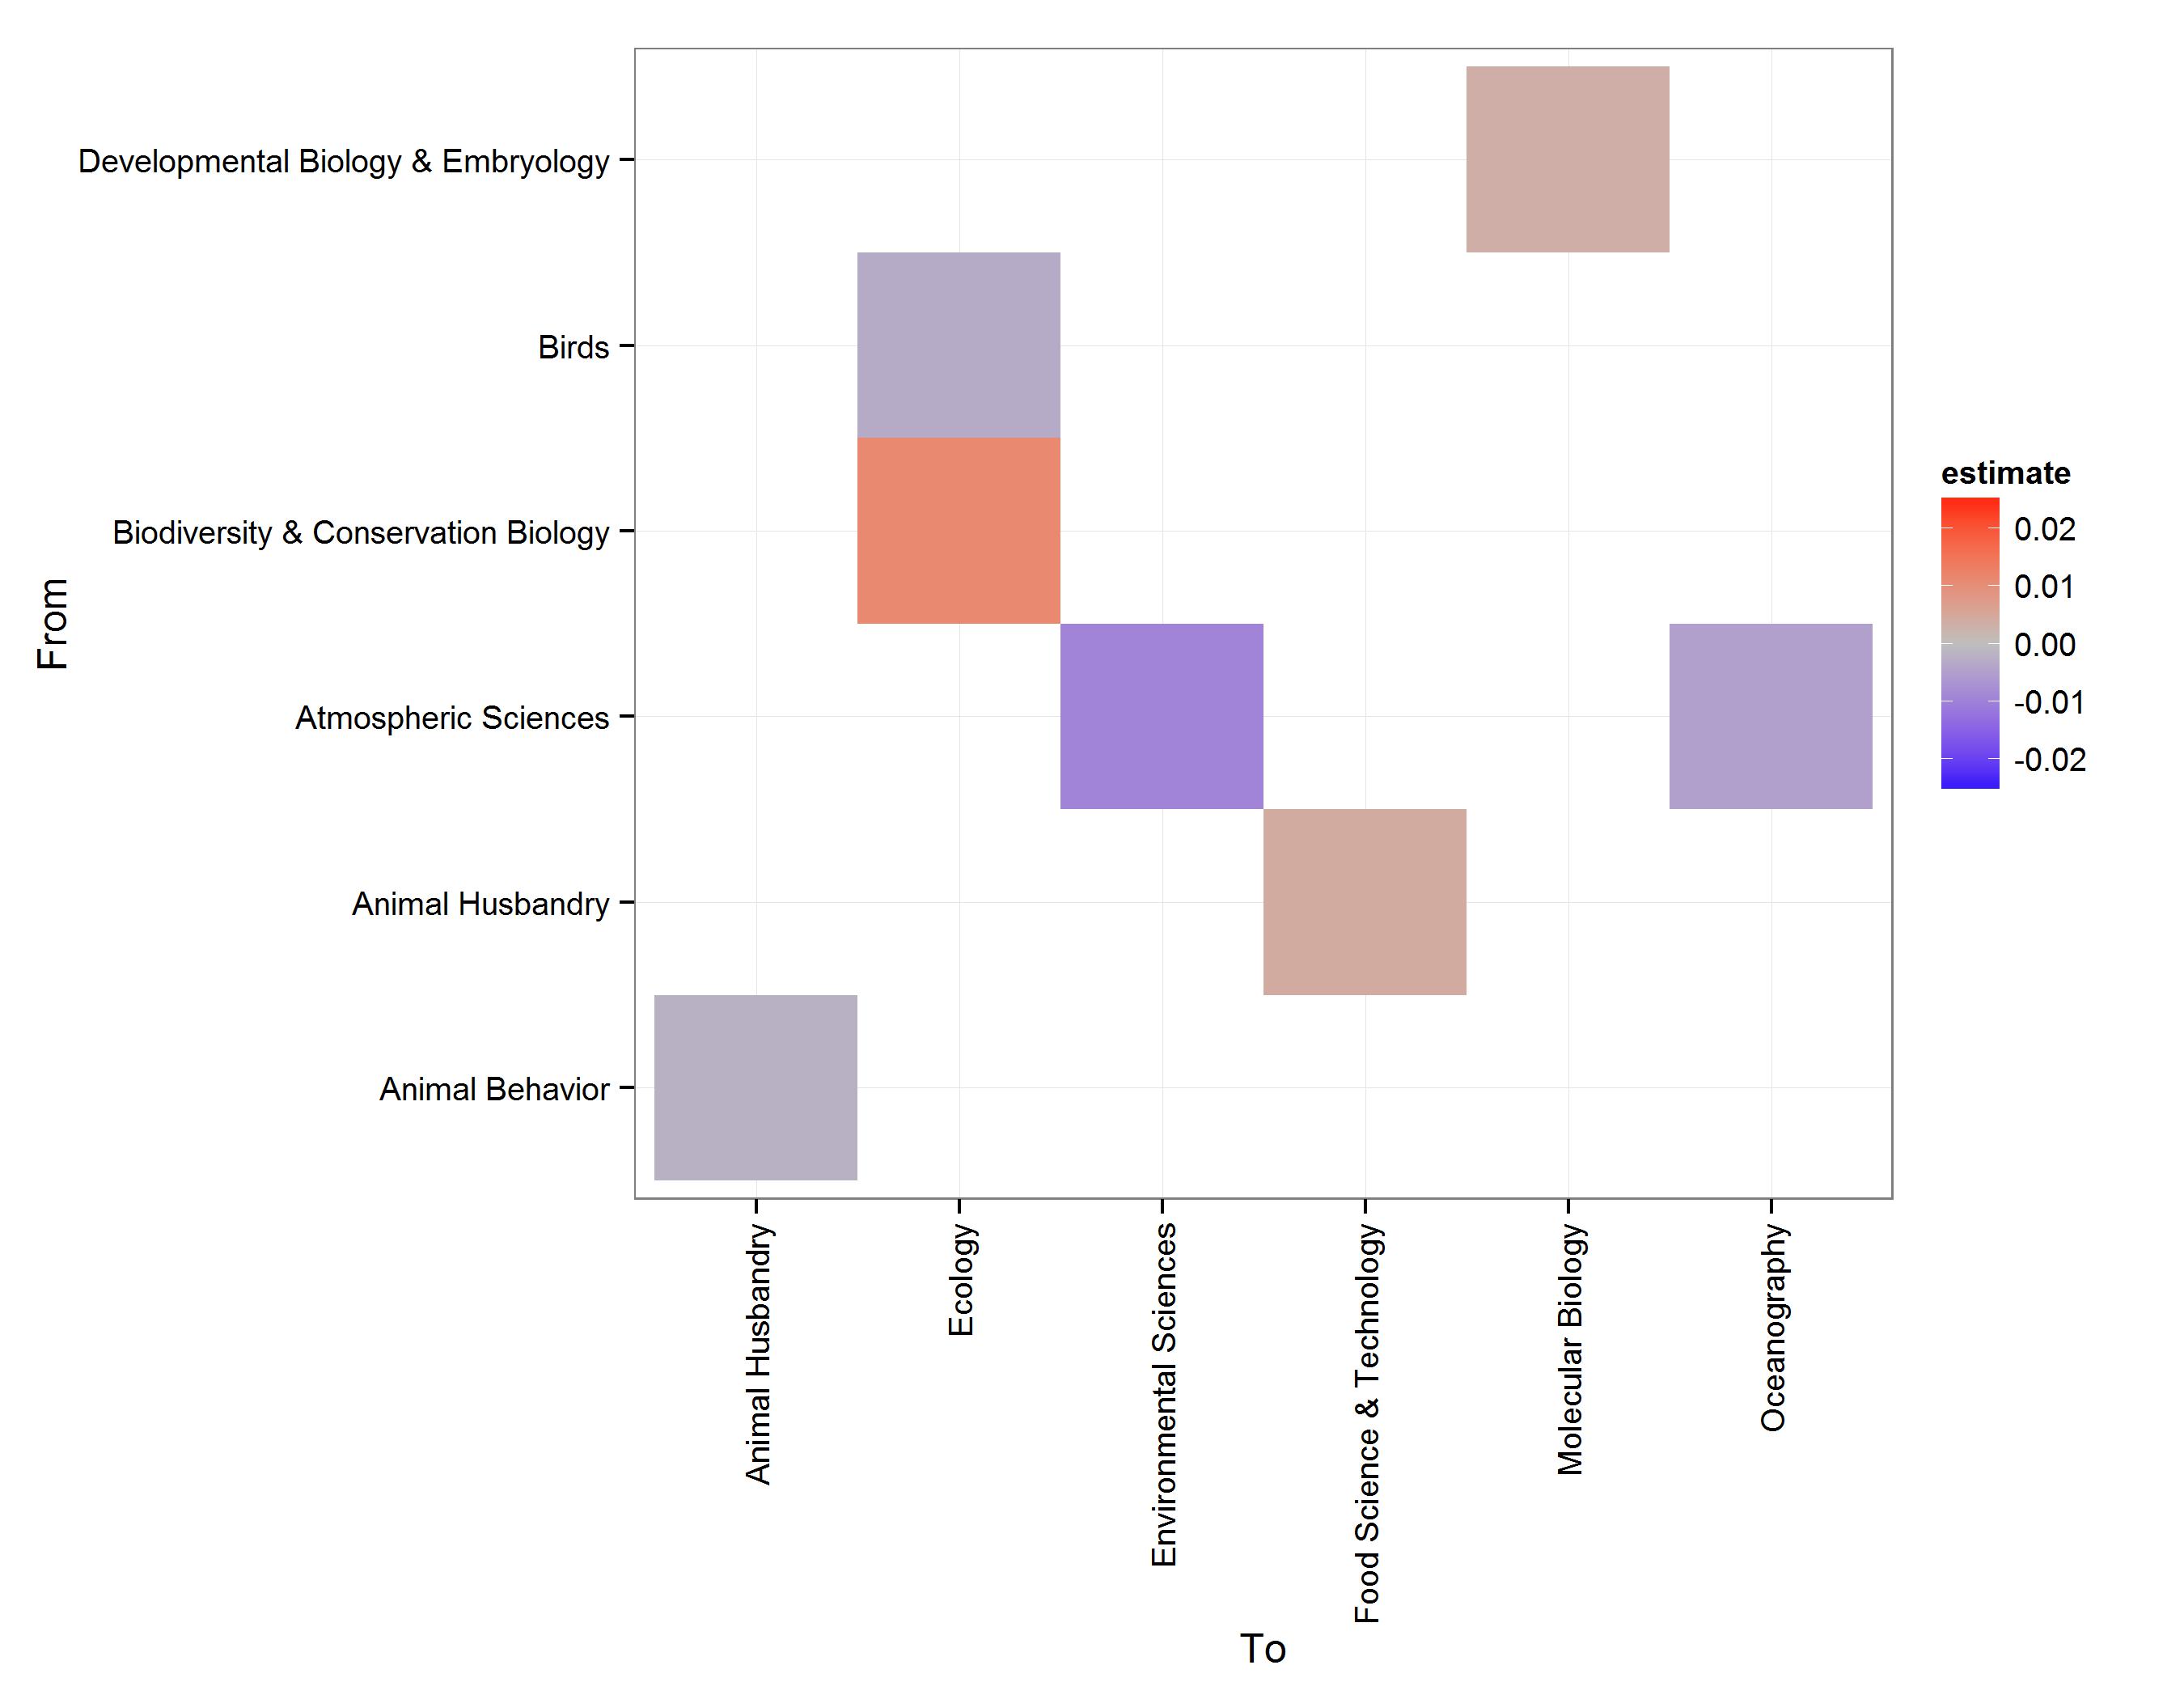 Developmental Biology & Embryology
Birds
Biodiversity & Conservation Biology
Atmospheric Sciences
Animal Husbandry
Animal Behavior
From
Animal Husbandry
Ecology
Environmental Sciences
Food Science & Technology
Molecular Biology
Oceanography
To
estimate
0.02
0.01
0.00
-0.01
-0.02